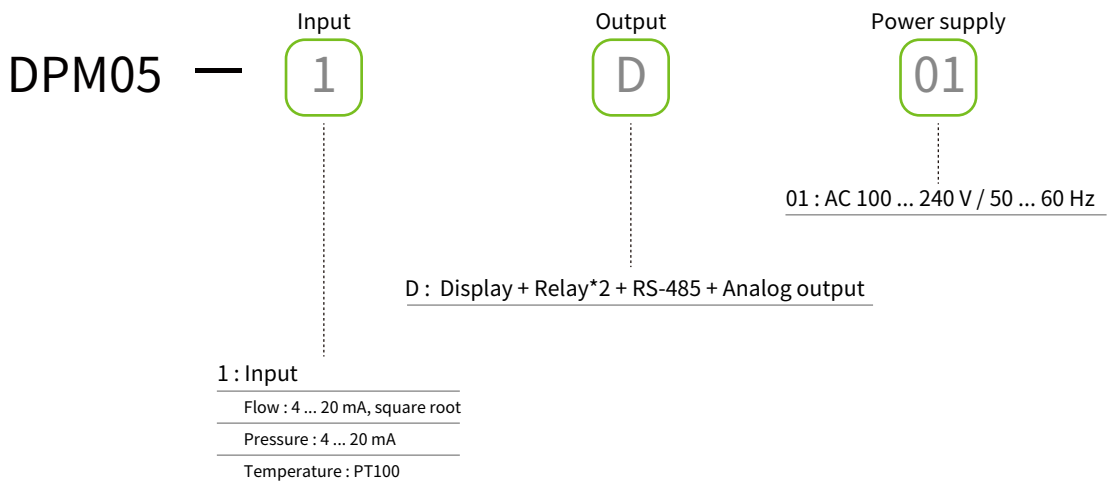 Input Output Power supply
DPM05 — 1 D 01
01 : AC 100 ... 240 V / 50 ... 60 Hz
D : Display + Relay*2 + RS-485 + Analog output
1 : Input
Flow : 4 ... 20 mA, square root
Pressure : 4 ... 20 mA
Temperature : PT100